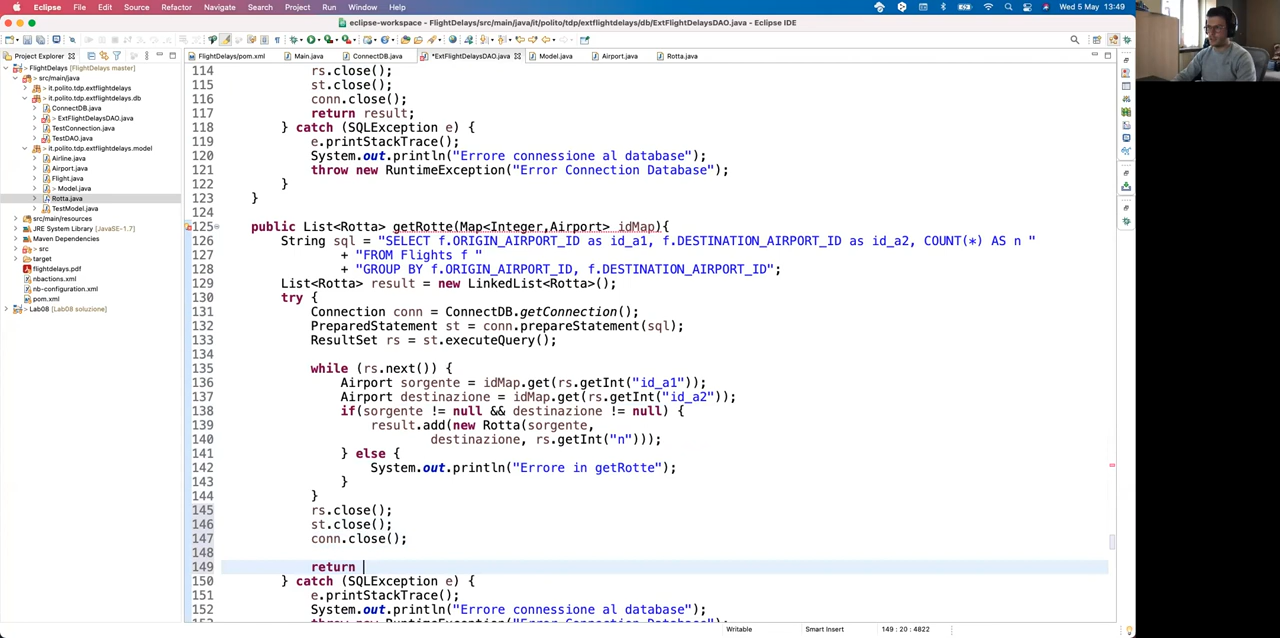 Eclipse File Edit Source Refactor Navigate Search Project Run Window Help Wed 5 May 13:49
eclipse-workspace - FlightDelays/src/main/java/it/polito/tdp/extflightdelays/db/ExtFlightDelaysDAO.java - Eclipse IDE
Project Explorer
FlightDelays/pom.xml Main.java ConnectDB.java *ExtFlightDelaysDAO.java Model.java Airport.java Rotta.java
> FlightDelays [FlightDelays master]
> src/main/java
> it.polito.tdp.extflightdelays
> it.polito.tdp.extflightdelays.db
ConnectDB.java
> ExtFlightDelaysDAO.java
TestConnection.java
TestDAO.java
> it.polito.tdp.extflightdelays.model
Airline.java
Airport.java
Flight.java
> Model.java
Rotta.java
TestModel.java
src/main/resources
JRE System Library [JavaSE-1.7]
Maven Dependencies
> src
target
flightdelays.pdf
nbactions.xml
nb-configuration.xml
pom.xml
> Lab08 [Lab08 soluzione]
114 rs.close();
115 st.close();
116 conn.close();
117 return result;
118 } catch (SQLException e) {
119 e.printStackTrace();
120 System.out.println("Errore connessione al database");
121 throw new RuntimeException("Error Connection Database");
122 }
123 }
124
125 public List<Rotta> getRotte(Map<Integer,Airport> idMap){
126 String sql = "SELECT f.ORIGIN_AIRPORT_ID as id_a1, f.DESTINATION_AIRPORT_ID as id_a2, COUNT(*) AS n "
127 + "FROM Flights f "
128 + "GROUP BY f.ORIGIN_AIRPORT_ID, f.DESTINATION_AIRPORT_ID";
129 List<Rotta> result = new LinkedList<Rotta>();
130 try {
131 Connection conn = ConnectDB.getConnection();
132 PreparedStatement st = conn.prepareStatement(sql);
133 ResultSet rs = st.executeQuery();
134
135 while (rs.next()) {
136 Airport sorgente = idMap.get(rs.getInt("id_a1"));
137 Airport destinazione = idMap.get(rs.getInt("id_a2"));
138 if(sorgente != null && destinazione != null) {
139 result.add(new Rotta(sorgente,
140 destinazione, rs.getInt("n")));
141 } else {
142 System.out.println("Errore in getRotte");
143 }
144 }
145 rs.close();
146 st.close();
147 conn.close();
148
149 return
150 } catch (SQLException e) {
151 e.printStackTrace();
152 System.out.println("Errore connessione al database");
153 throw new RuntimeException("Error Connection Database");
Writable Smart Insert 149 : 20 : 4822